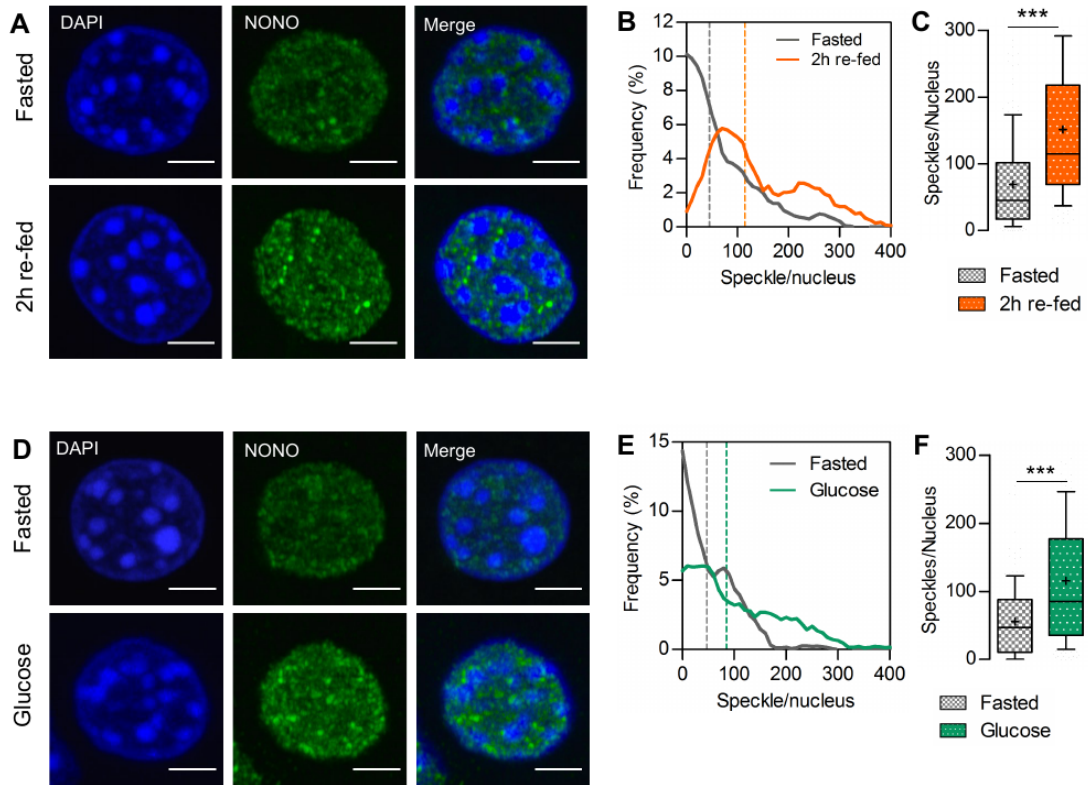 A
DAPI
NONO
Merge
Fasted
2h re-fed
B
Frequency (%)
12
10
8
6
4
2
0
Fasted
2h re-fed
0 100 200 300 400
Speckle/nucleus
C
***
Speckles/Nucleus
300
200
100
0
Fasted
2h re-fed
D
DAPI
NONO
Merge
Fasted
Glucose
E
Frequency (%)
15
10
5
0
Fasted
Glucose
0 100 200 300 400
Speckle/nucleus
F
***
Speckles/Nucleus
300
200
100
0
Fasted
Glucose